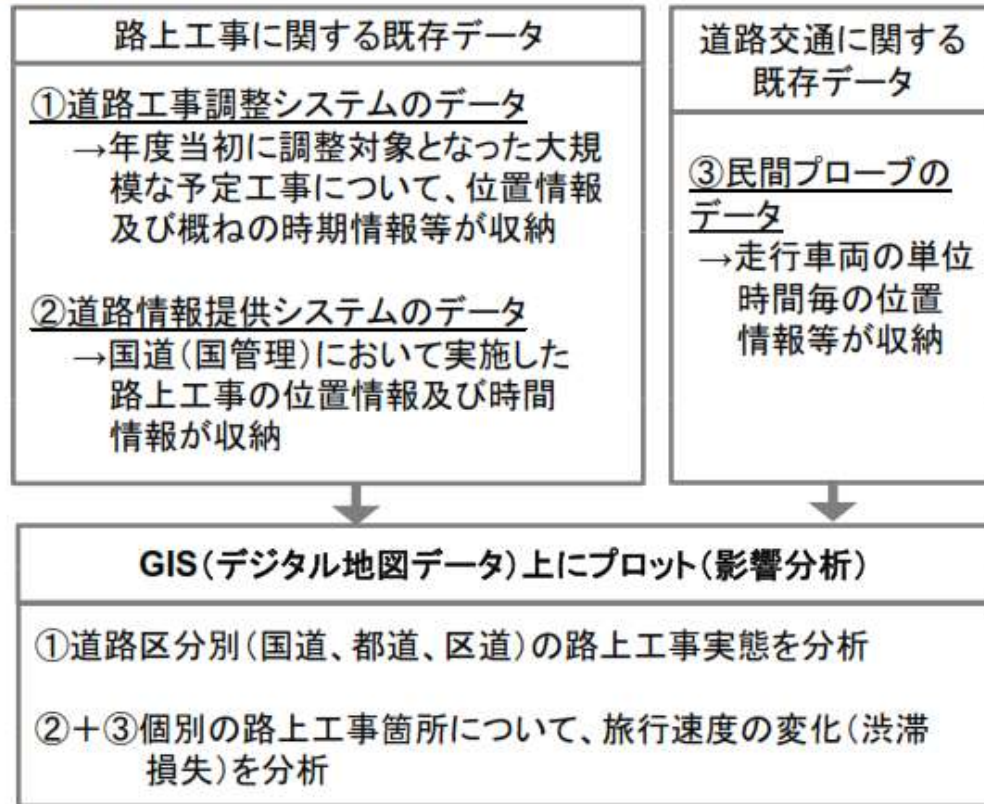 路上工事に関する既存データ
①道路工事調整システムのデータ
→年度当初に調整対象となった大規
模な予定工事について、位置情報
及び概ねの時期情報等が収納
②道路情報提供システムのデータ
→国道(国管理)において実施した
路上工事の位置情報及び時間
情報が収納
道路交通に関する
既存データ
③民間プローブの
データ
→走行車両の単位
時間毎の位置
情報等が収納
GIS(デジタル地図データ)上にプロット(影響分析)
①道路区分別(国道、都道、区道)の路上工事実態を分析
②+③個別の路上工事箇所について、旅行速度の変化(渋滞
損失)を分析